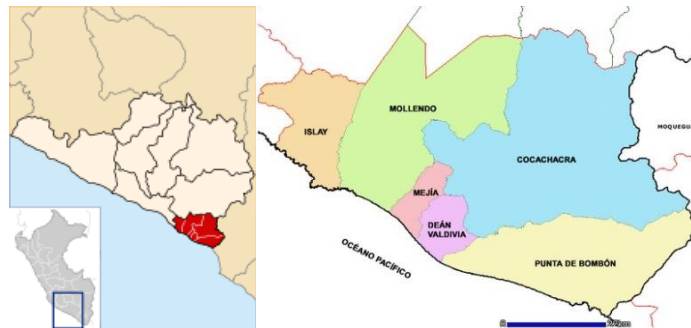 MOLLENDO
ISLAY
MOQUEGU
COCACHACRA
MEJÍA
DEÁN
VALDIVIA
OCÉANO PACÍFICO
PUNTA DE BOMBÓN